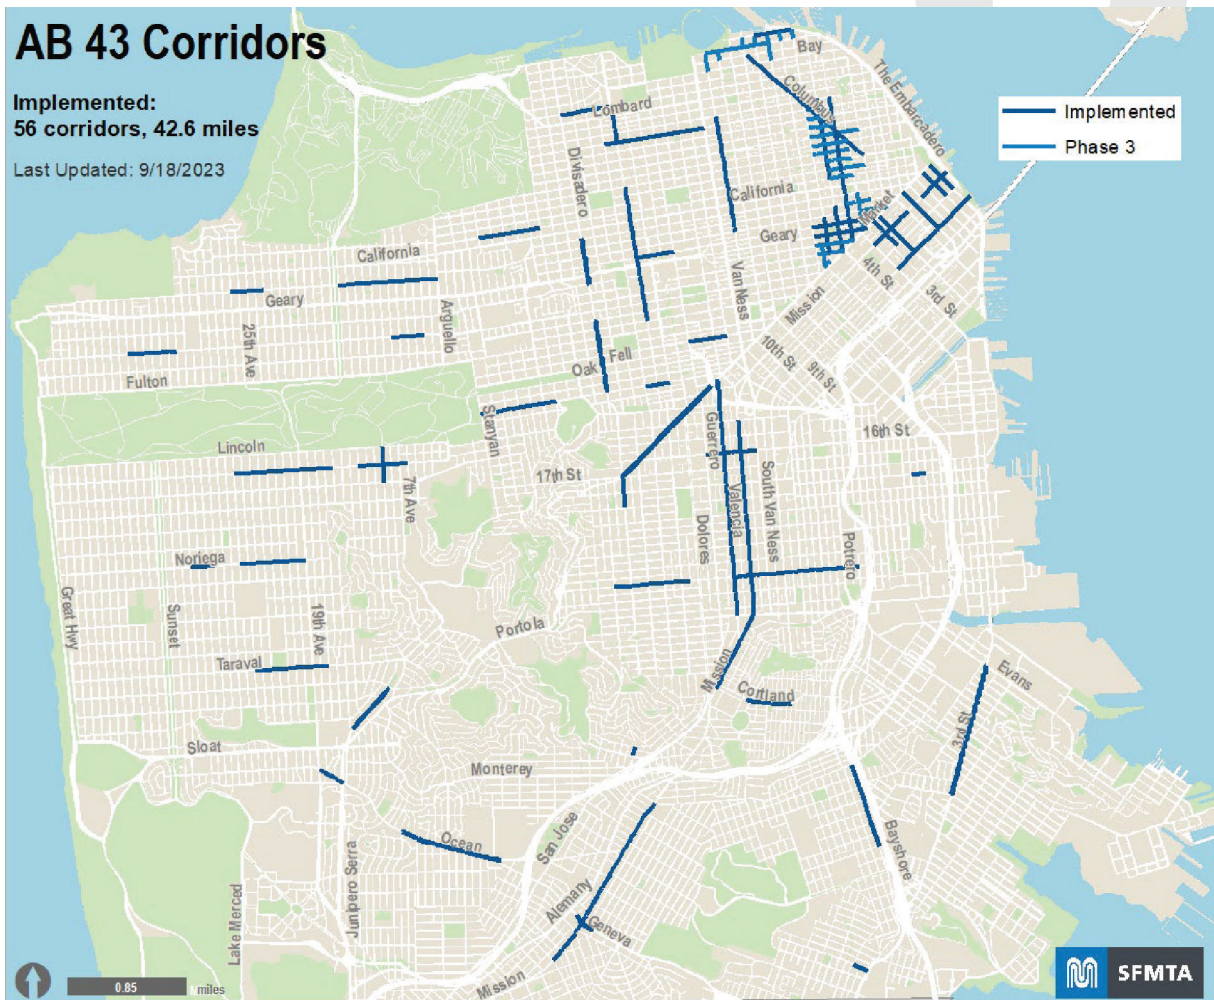 AB 43 Corridors
Implemented:
56 corridors, 42.6 miles
Last Updated: 9/18/2023
Implemented
Phase 3
Bay
The Embarcadero
Columbus
Lombard
Divisadero
California
Market
Geary
California
Van Ness
4th St
3rd St
Mission
Geary
Arguello
25th Ave
10th St
9th St
Oak
Fell
Fulton
Stanyan
Guerrero
16th St
Lincoln
17th St
7th Ave
South Van Ness
Valencia
Dolores
Potrero
Noriega
Great Hwy
Sunset
19th Ave
Portola
Taraval
Mission
Cortland
Evans
3rd St
Sloat
Monterey
San Jose
Ocean
Bayshore
Junipero Serra
Alemany
Geneva
Lake Merced
Mission
0.85
miles
SFMTA